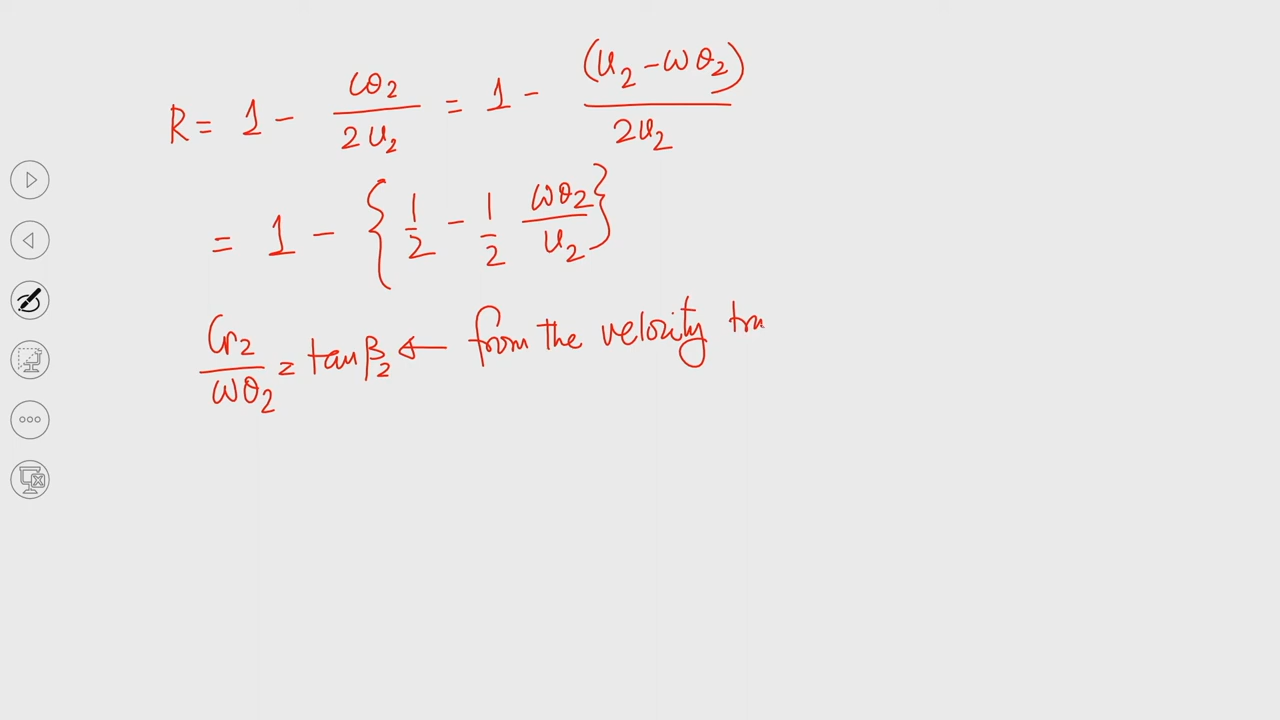 R = 1 - Cθ2 / 2U2 = 1 - (U2 - Wθ2) / 2U2
= 1 - { 1/2 - 1/2 Wθ2/U2 }
Cr2 / Wθ2 = tan β2 ← from the velocity tra